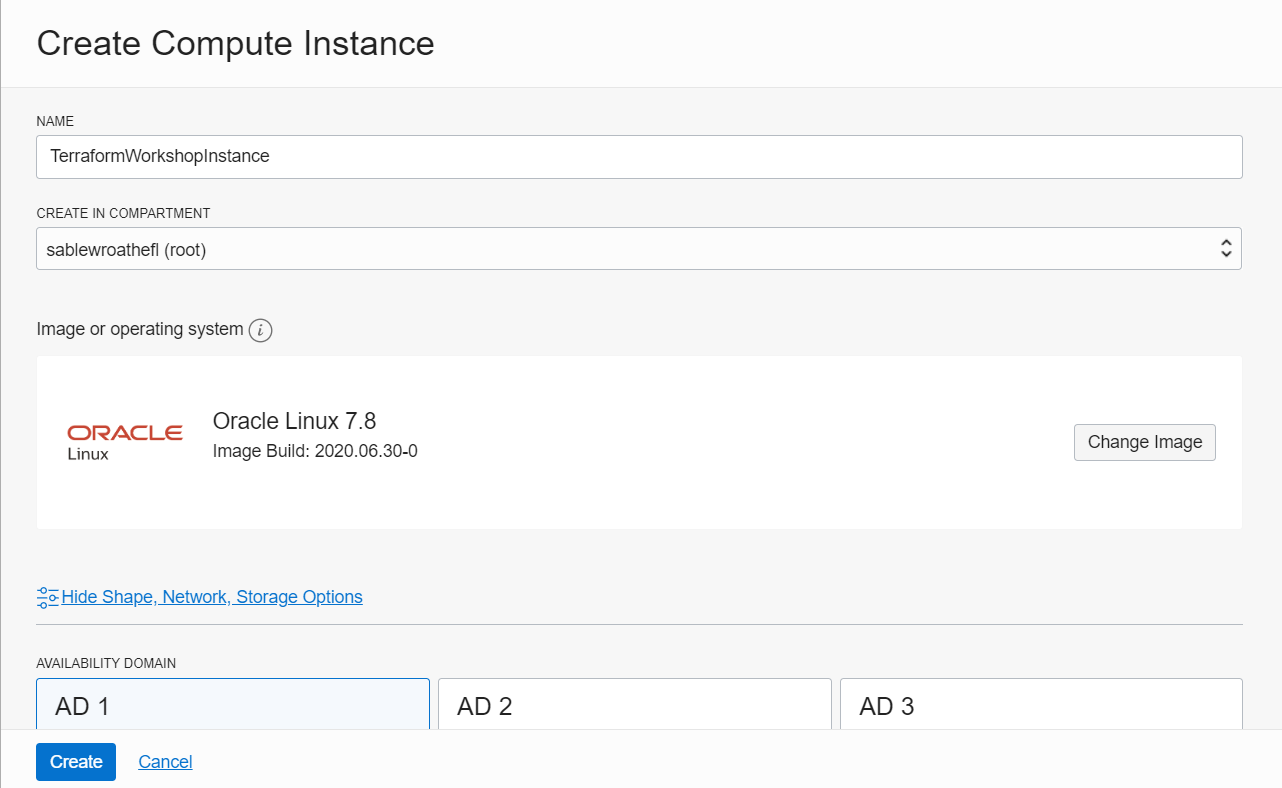 Create Compute Instance
NAME
TerraformWorkshopInstance
CREATE IN COMPARTMENT
sablewroathefl (root)
Image or operating system i
ORACLE
Linux
Oracle Linux 7.8
Image Build: 2020.06.30-0
Change Image
Hide Shape, Network, Storage Options
AVAILABILITY DOMAIN
AD 1
AD 2
AD 3
Create
Cancel